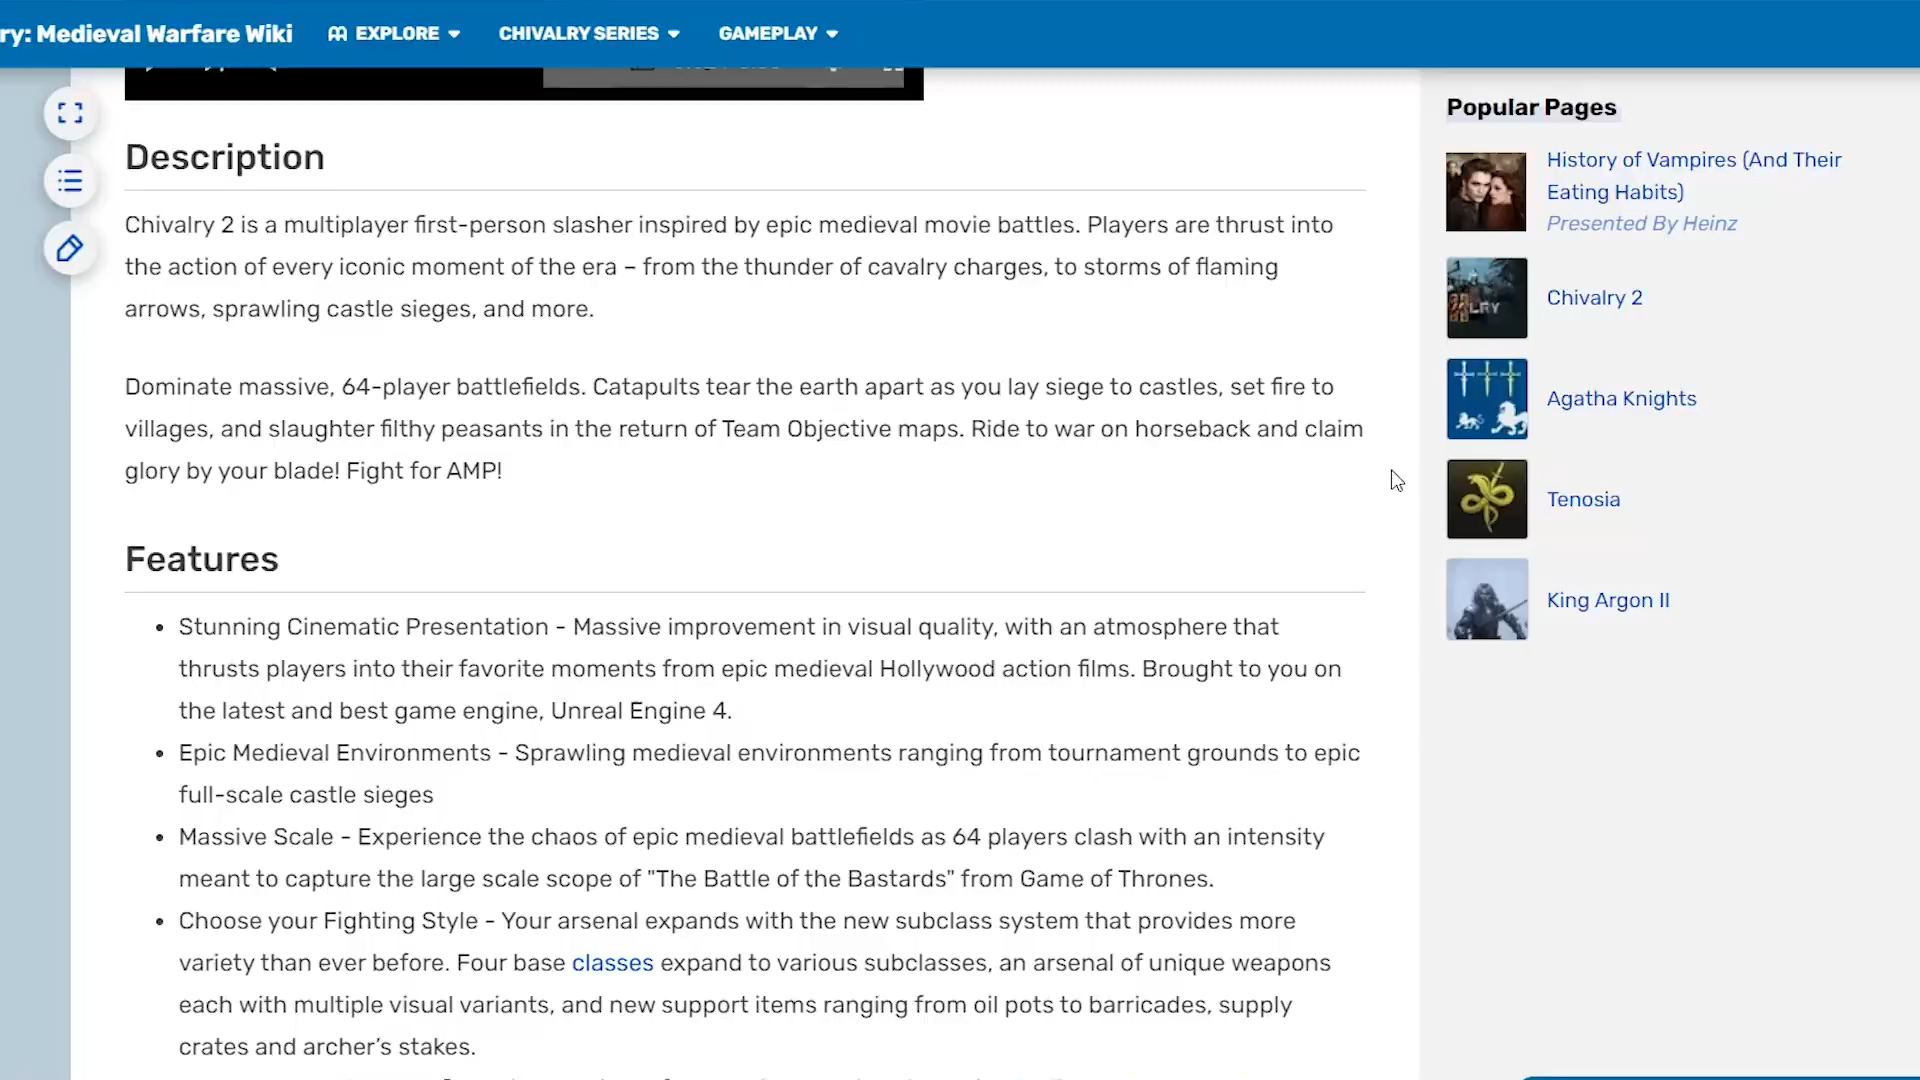 ry: Medieval Warfare Wiki
EXPLORE
CHIVALRY SERIES
GAMEPLAY
Description
Chivalry 2 is a multiplayer first-person slasher inspired by epic medieval movie battles. Players are thrust into
the action of every iconic moment of the era – from the thunder of cavalry charges, to storms of flaming
arrows, sprawling castle sieges, and more.
Dominate massive, 64-player battlefields. Catapults tear the earth apart as you lay siege to castles, set fire to
villages, and slaughter filthy peasants in the return of Team Objective maps. Ride to war on horseback and claim
glory by your blade! Fight for AMP!
Features
• Stunning Cinematic Presentation - Massive improvement in visual quality, with an atmosphere that
thrusts players into their favorite moments from epic medieval Hollywood action films. Brought to you on
the latest and best game engine, Unreal Engine 4.
• Epic Medieval Environments - Sprawling medieval environments ranging from tournament grounds to epic
full-scale castle sieges
• Massive Scale - Experience the chaos of epic medieval battlefields as 64 players clash with an intensity
meant to capture the large scale scope of "The Battle of the Bastards" from Game of Thrones.
• Choose your Fighting Style - Your arsenal expands with the new subclass system that provides more
variety than ever before. Four base classes expand to various subclasses, an arsenal of unique weapons
each with multiple visual variants, and new support items ranging from oil pots to barricades, supply
crates and archer's stakes.
Popular Pages
History of Vampires (And Their
Eating Habits)
Presented By Heinz
LRY
Chivalry 2
Agatha Knights
Tenosia
King Argon II